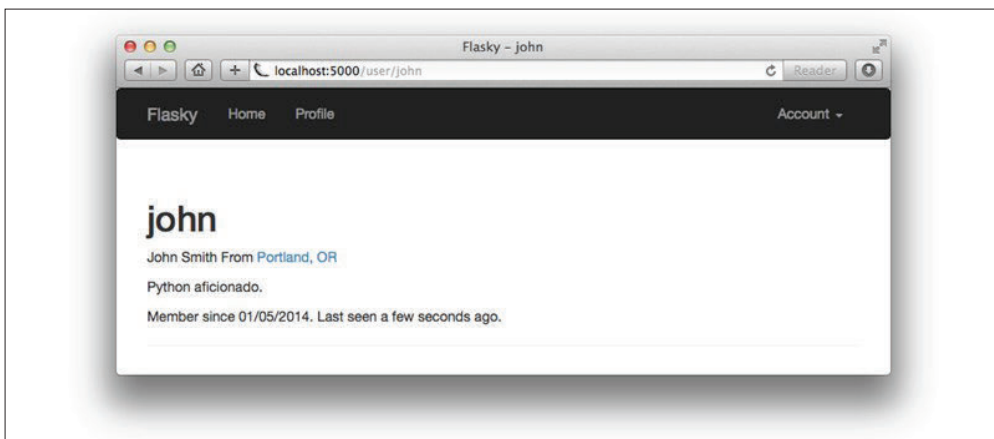 Flasky – john
localhost:5000/user/john
Reader
Flasky Home Profile Account
john
John Smith From Portland, OR
Python aficionado.
Member since 01/05/2014. Last seen a few seconds ago.